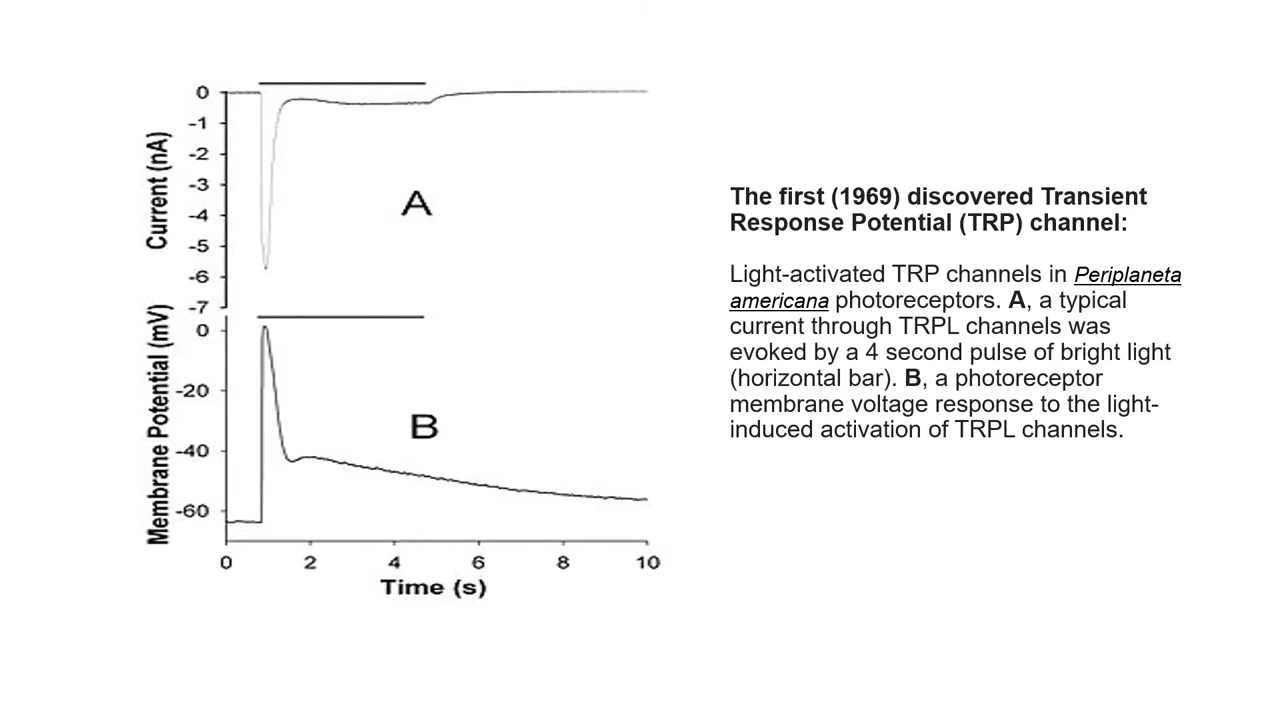 0
-1
-2
-3
-4
-5
-6
-7
Current (nA)
A
0
-20
-40
-60
Membrane Potential (mV)
B
0 2 4 6 8 10
Time (s)
The first (1969) discovered Transient
Response Potential (TRP) channel:
Light-activated TRP channels in Periplaneta
americana photoreceptors. A, a typical
current through TRPL channels was
evoked by a 4 second pulse of bright light
(horizontal bar). B, a photoreceptor
membrane voltage response to the light-
induced activation of TRPL channels.